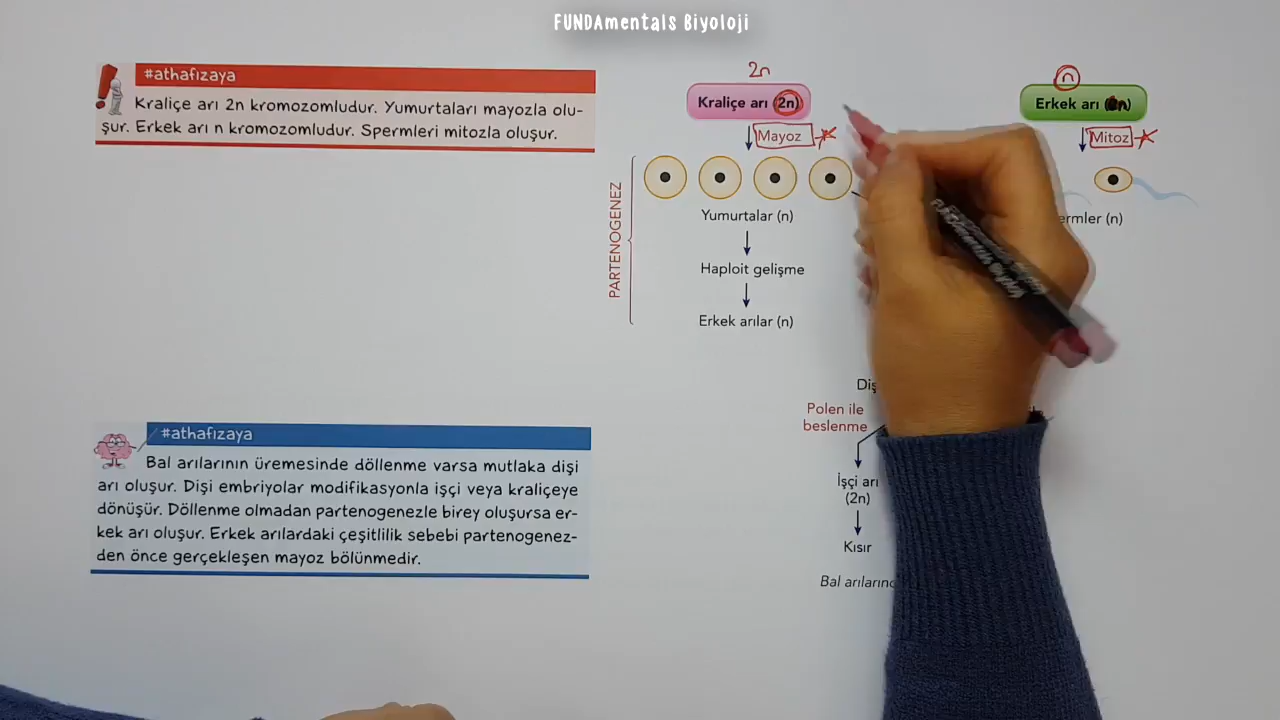 FUNDAmentals Biyoloji
#athafızaya
Kraliçe arı 2n kromozomludur. Yumurtaları mayozla olu-
şur. Erkek arı n kromozomludur. Spermleri mitozla oluşur.
2n
Kraliçe arı (2n)
Mayoz
PARTENOGENEZ
Yumurtalar (n)
Haploit gelişme
Erkek arılar (n)
n
Erkek arı
Mitoz
(n)
Polen ile
beslenme
İşçi arı
(2n)
Kısır
Bal
#athafızaya
Bal arılarının üremesinde döllenme varsa mutlaka dişi
arı oluşur. Dişi embriyolar modifikasyonla işçi veya kraliçeye
dönüşür. Döllenme olmadan partenogenezle birey oluşursa er-
kek arı oluşur. Erkek arılardaki çeşitlilik sebebi partenogenez-
den önce gerçekleşen mayoz bölünmedir.